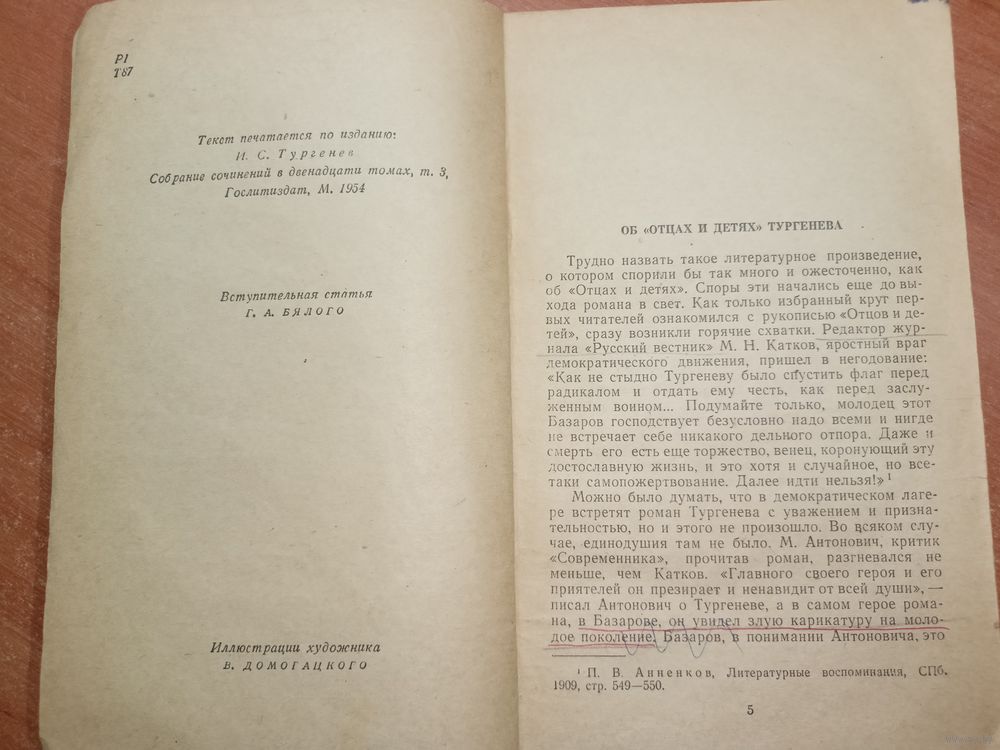 Р1
Т87
Текст печатается по изданию:
И. С. Тургенев
Собрание сочинений в двенадцати томах, т. 3,
Гослитиздат, М. 1954
Вступительная статья
Г. А. БЯЛОГО
Иллюстрации художника
В. ДОМОГАЦКОГО
ОБ «ОТЦАХ И ДЕТЯХ» ТУРГЕНЕВА
Трудно назвать такое литературное произведение,
о котором спорили бы так много и ожесточенно, как
об «Отцах и детях». Споры эти начались еще до вы-
хода романа в свет. Как только избранный круг пер-
вых читателей ознакомился с рукописью «Отцов и де-
тей», сразу возникли горячие схватки. Редактор жур-
нала «Русский вестник» М. Н. Катков, яростный враг
демократического движения, пришел в негодование:
«Как не стыдно Тургеневу было спустить флаг перед
радикалом и отдать ему честь, как перед заслу-
женным воином... Подумайте только, молодец этот
Базаров господствует безусловно надо всеми и нигде
не встречает себе никакого дельного отпора. Даже и
смерть его есть еще торжество, венец, коронующий эту
достославную жизнь, и это хотя и случайное, но все-
таки самопожертвование. Далее идти нельзя!» 1
Можно было думать, что в демократическом лаге-
ре встретят роман Тургенева с уважением и призна-
тельностью, но и этого не произошло. Во всяком слу-
чае, единодушия там не было. М. Антонович, критик
«Современника», прочитав роман, разгневался не
меньше, чем Катков. «Главного своего героя и его
приятелей он презирает и ненавидит от всей души», —
писал Антонович о Тургеневе, а в самом герое рома-
на, в Базарове, он увидел злую карикатуру на моло-
дое поколение. Базаров, в понимании Антоновича, это
1 П. В. Анненков, Литературные воспоминания, СПб.
1909, стр. 549—550.
5